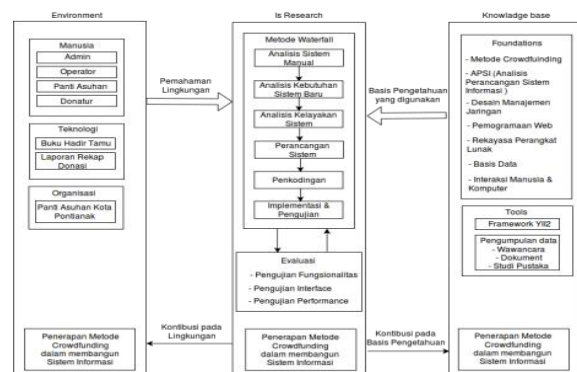 Environment
Manusia
Admin
Operator
Panti Asuhan
Donatur
Teknologi
Buku Hadir Tamu
Laporan Rekap
Donasi
Organisasi
Panti Asuhan Kota
Pontianak
Penerapan Metode
Crowdfunding
dalam membangun
Sistem Informasi
Pemahaman
Lingkungan
Kontibusi pada
Lingkungan
Is Research
Metode Waterfall
Analisis Sistem
Manual
Analisis Kebutuhan
Sistem Baru
Analisis Kelayakan
Sistem
Perancangan
Sistem
Penkodingan
Implementasi &
Pengujian
Evaluasi
- Pengujian Fungsionalitas
- Pengujian Interface
- Pengujian Performance
Penerapan Metode
Crowdfunding
dalam membangun
Sistem Informasi
Basis Pengetahuan
yang digunakan
Kontibusi pada
Basis Pengetahuan
Knowladge base
Foundations
- Metode Crowdfuinding
- APSI (Analisis
Perancangan Sistem
Informasi )
- Desain Manajemen
Jaringan
- Pemograman Web
- Rekayasa Perangkat
Lunak
- Basis Data
- Interaksi Manusia &
Komputer
Tools
Framework YII2
Pengumpulan data
- Wawancara
- Dokument
- Studi Pustaka
Penerapan Metode
Crowdfunding
dalam membangun
Sistem Informasi